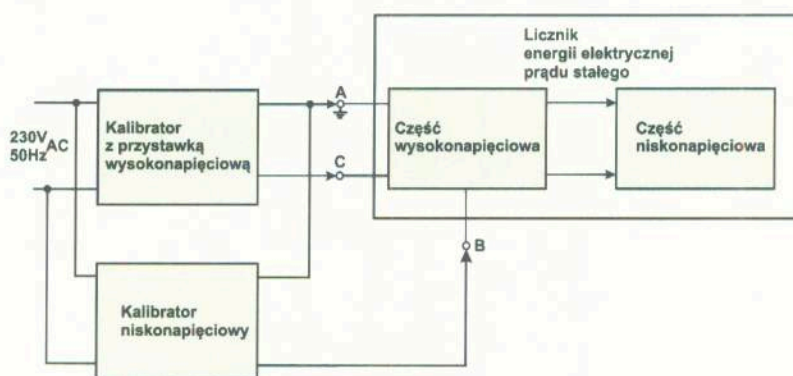 Licznik
energii elektrycznej
prądu stałego
A
230V
50Hz AC
Kalibrator
z przystawką
wysokonapięciową
Część
wysokonapięciowa
Część
niskonapięciowa
C
B
Kalibrator
niskonapięciowy